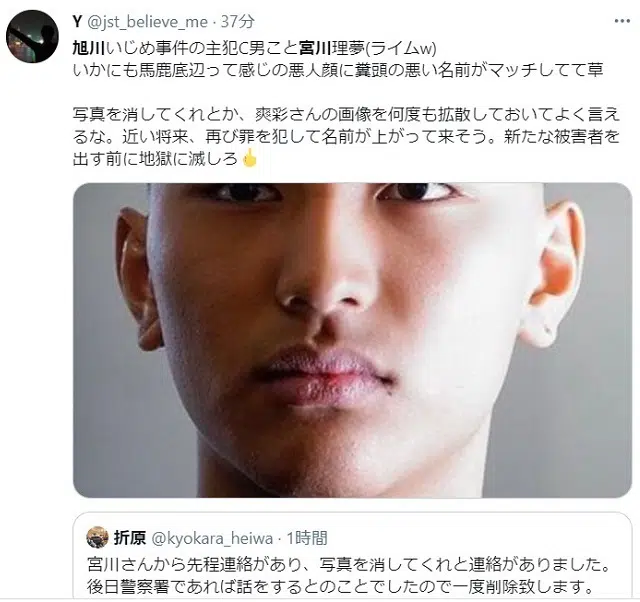 Y @jst_believe_me · 37分
旭川いじめ事件の主犯C男こと宮川理夢(ライムw)
いかにも馬鹿底辺って感じの悪人顔に糞頭の悪い名前がマッチしてて草
写真を消してくれとか、爽彩さんの画像を何度も拡散しておいてよく言え
るな。近い将来、再び罪を犯して名前が上がって来そう。新たな被害者を
出す前に地獄に滅しろ🖕
折原 @kyokara_heiwa · 1時間
宮川さんから先程連絡があり、写真を消してくれと連絡がありました。
後日警察署であれば話をするとのことでしたので一度削除致します。